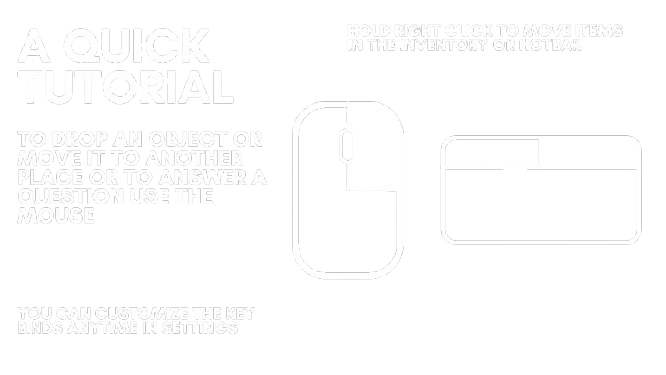 A QUICK
TUTORIAL
HOLD RIGHT CLICK TO MOVE ITEMS
IN THE INVENTORY OR HOTBAR
TO DROP AN OBJECT OR
MOVE IT TO ANOTHER
PLACE OR TO ANSWER A
QUESTION USE THE
MOUSE
YOU CAN CUSTOMIZE THE KEY
BINDS ANYTIME IN SETTINGS